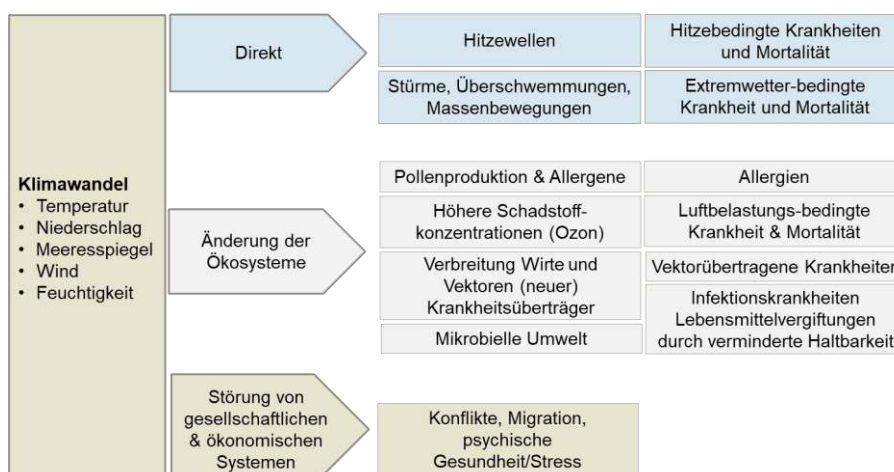 Klimawandel
• Temperatur
• Niederschlag
• Meeresspiegel
• Wind
• Feuchtigkeit
Direkt
Hitzewellen
Hitzebedingte Krankheiten
und Mortalität
Stürme, Überschwemmungen,
Massenbewegungen
Extremwetter-bedingte
Krankheit und Mortalität
Änderung der
Ökosysteme
Pollenproduktion & Allergene
Allergien
Höhere Schadstoff-
konzentrationen (Ozon)
Luftbelastungs-bedingte
Krankheit & Mortalität
Verbreitung Wirte und
Vektoren (neuer)
Krankheitsüberträger
Vektorübertragene Krankheiten
Mikrobielle Umwelt
Infektionskrankheiten
Lebensmittelvergiftungen
durch verminderte Haltbarkeit
Störung von
gesellschaftlichen
& ökonomischen
Systemen
Konflikte, Migration,
psychische
Gesundheit/Stress